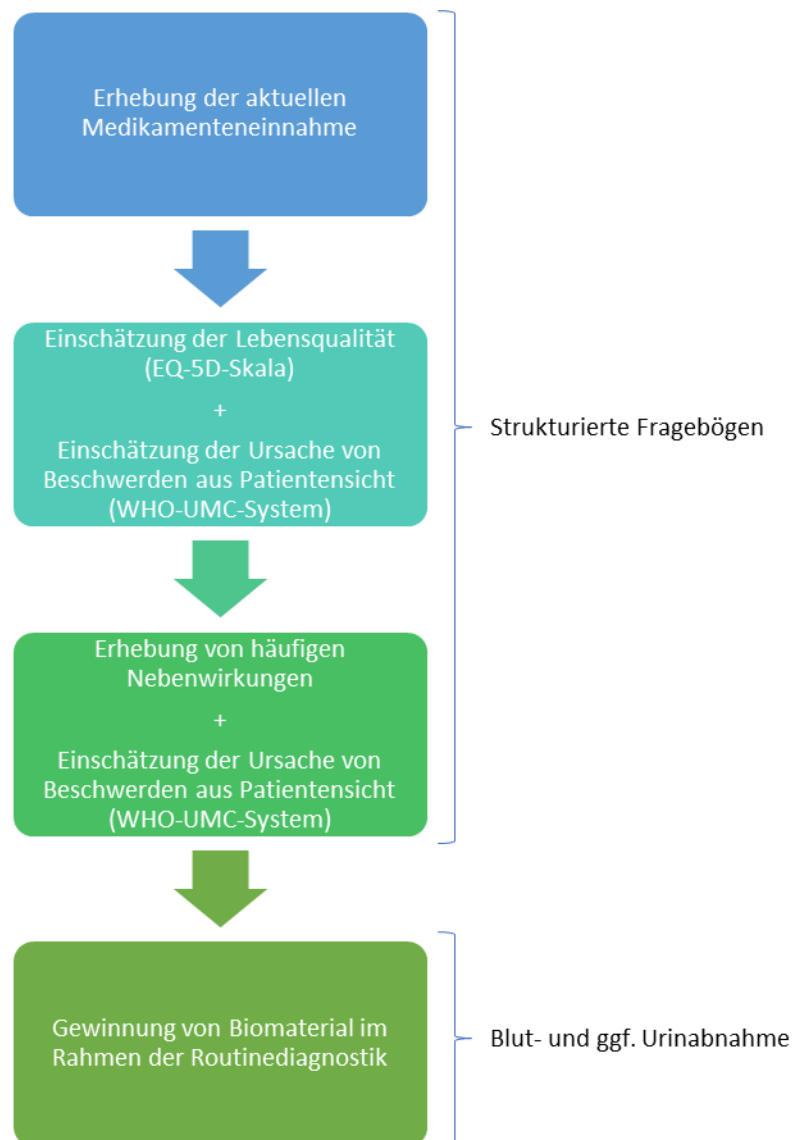 Erhebung der aktuellen
Medikamenteneinnahme
Einschätzung der Lebensqualität
(EQ-5D-Skala)
+
Einschätzung der Ursache von
Beschwerden aus Patientensicht
(WHO-UMC-System)
Strukturierte Fragebögen
Erhebung von häufigen
Nebenwirkungen
+
Einschätzung der Ursache von
Beschwerden aus Patientensicht
(WHO-UMC-System)
Gewinnung von Biomaterial im
Rahmen der Routinediagnostik
Blut- und ggf. Urinabnahme